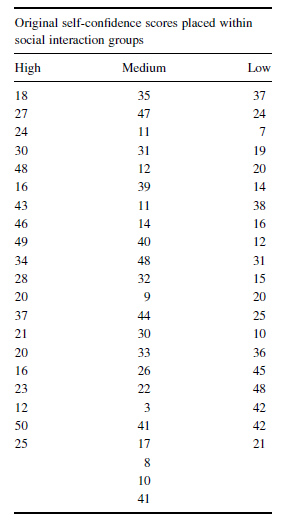 Original self-confidence scores placed within
social interaction groups
High Medium Low
18 35 37
27 47 24
24 11 7
30 31 19
48 12 20
16 39 14
43 11 38
46 14 16
49 40 12
34 48 31
28 32 15
20 9 20
37 44 25
21 30 10
20 33 36
16 26 45
23 22 48
12 3 42
50 41 42
25 17 21
8
10
41